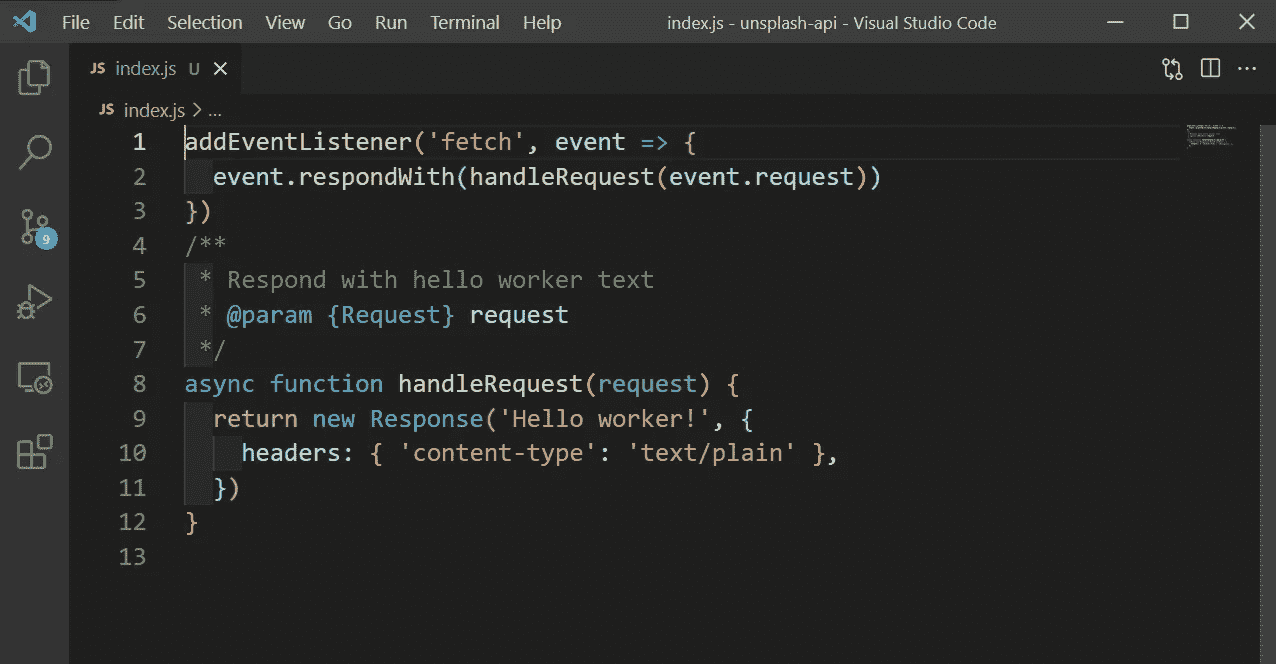 File Edit Selection View Go Run Terminal Help index.js - unsplash-api - Visual Studio Code
JS index.js U
JS index.js > ...
1 addEventListener('fetch', event => {
2   event.respondWith(handleRequest(event.request))
3 })
4 /**
5  * Respond with hello worker text
6  * @param {Request} request
7  */
8 async function handleRequest(request) {
9   return new Response('Hello worker!', {
10     headers: { 'content-type': 'text/plain' },
11   })
12 }
13
9